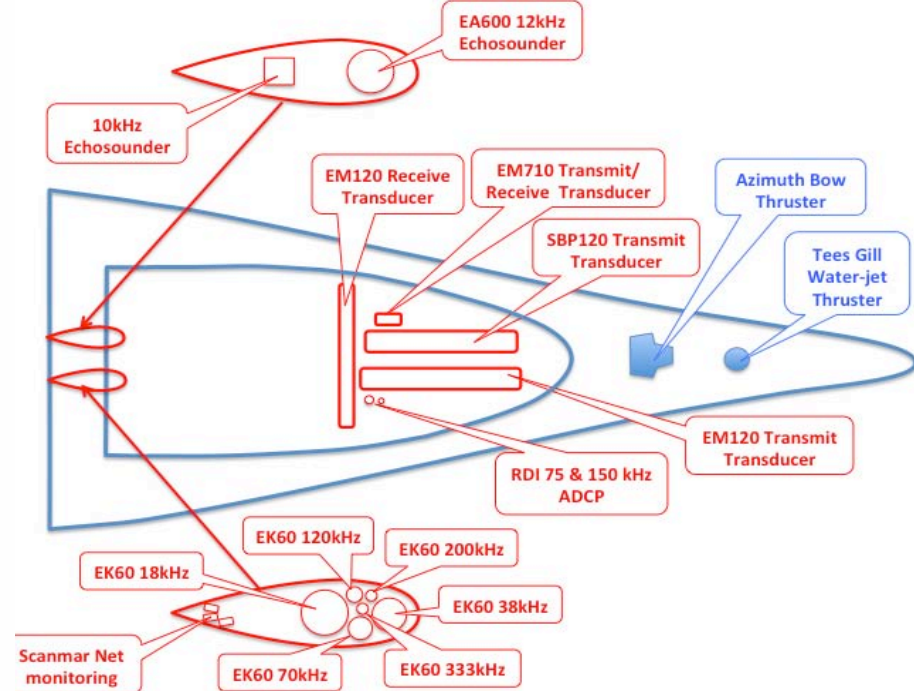 EA600 12kHz
Echosounder
10kHz
Echosounder
EM120 Receive
Transducer
EM710 Transmit/
Receive Transducer
SBP120 Transmit
Transducer
Azimuth Bow
Thruster
Tees Gill
Water-jet
Thruster
EM120 Transmit
Transducer
RDI 75 & 150 kHz
ADCP
EK60 120kHz
EK60 200kHz
EK60 18kHz
EK60 38kHz
Scanmar Net
monitoring
EK60 70kHz
EK60 333kHz